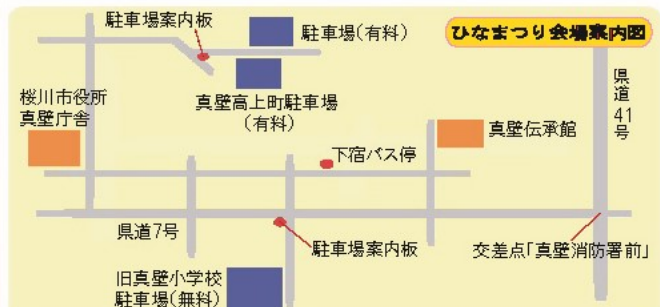 駐車場案内板
駐車場(有料)
ひなまつり会場案内図
桜川市役所
真壁庁舎
真壁高上町駐車場
(有料)
県道41号
真壁伝承館
下宿バス停
県道7号
駐車場案内板
交差点「真壁消防署前」
旧真壁小学校
駐車場(無料)